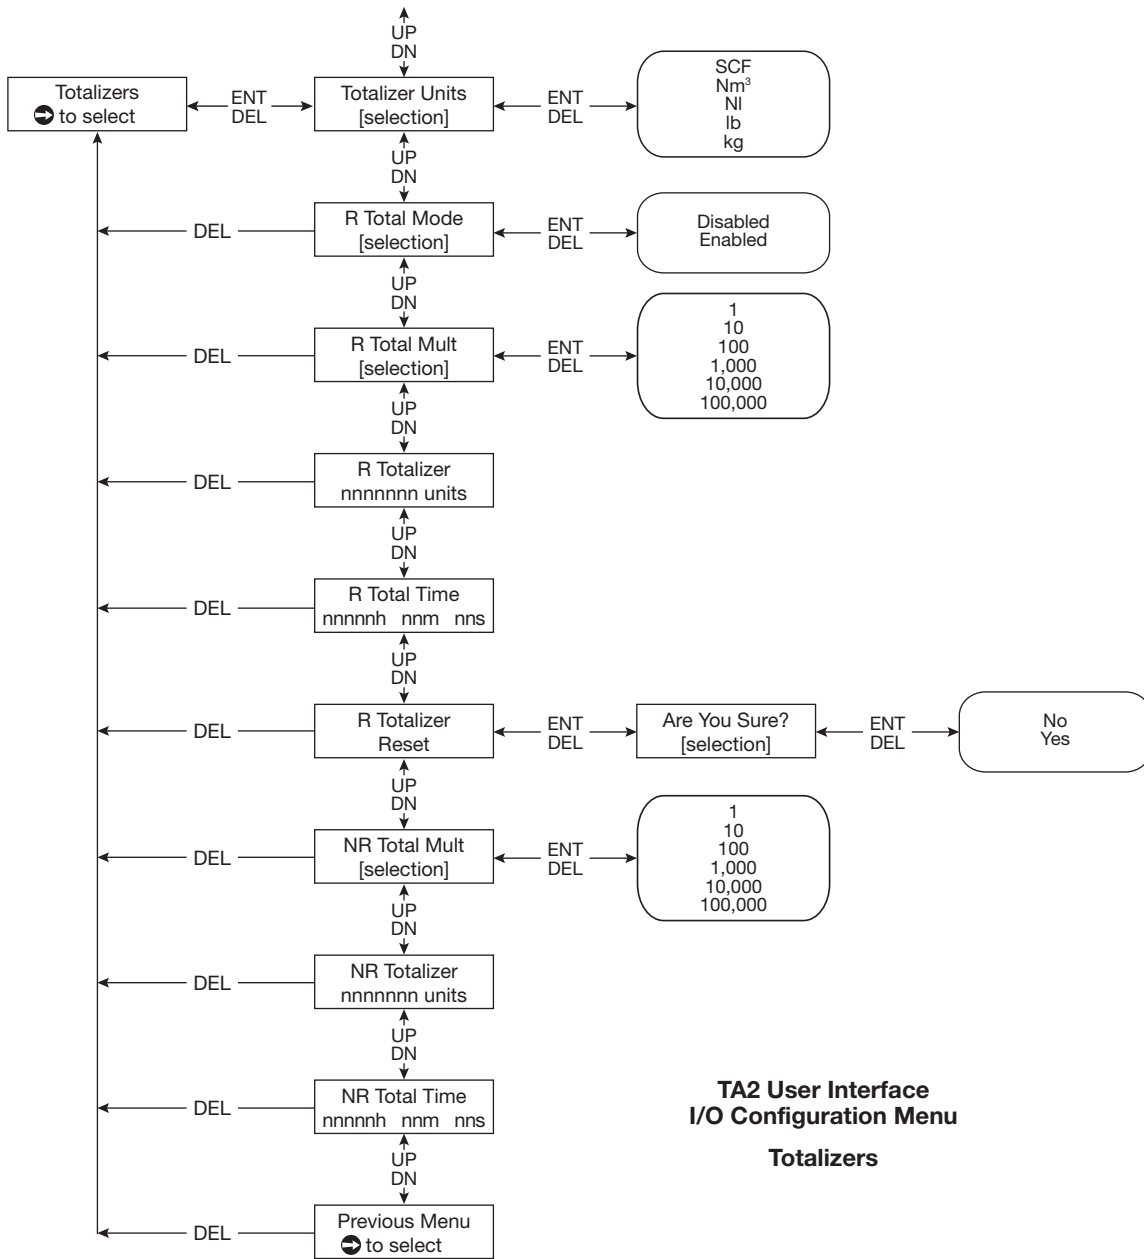 UP
DN
Totalizers
➔ to select
ENT
DEL
Totalizer Units
[selection]
ENT
DEL
SCF
Nm³
Nl
lb
kg
UP
DN
DEL
R Total Mode
[selection]
ENT
DEL
Disabled
Enabled
UP
DN
DEL
R Total Mult
[selection]
ENT
DEL
1
10
100
1,000
10,000
100,000
UP
DN
DEL
R Totalizer
nnnnnnn units
UP
DN
DEL
R Total Time
nnnnnh nnm nns
UP
DN
DEL
R Totalizer
Reset
ENT
DEL
Are You Sure?
[selection]
ENT
DEL
No
Yes
UP
DN
DEL
NR Total Mult
[selection]
ENT
DEL
1
10
100
1,000
10,000
100,000
UP
DN
DEL
NR Totalizer
nnnnnnn units
UP
DN
DEL
NR Total Time
nnnnnh nnm nns
UP
DN
DEL
Previous Menu
➔ to select
TA2 User Interface
I/O Configuration Menu
Totalizers